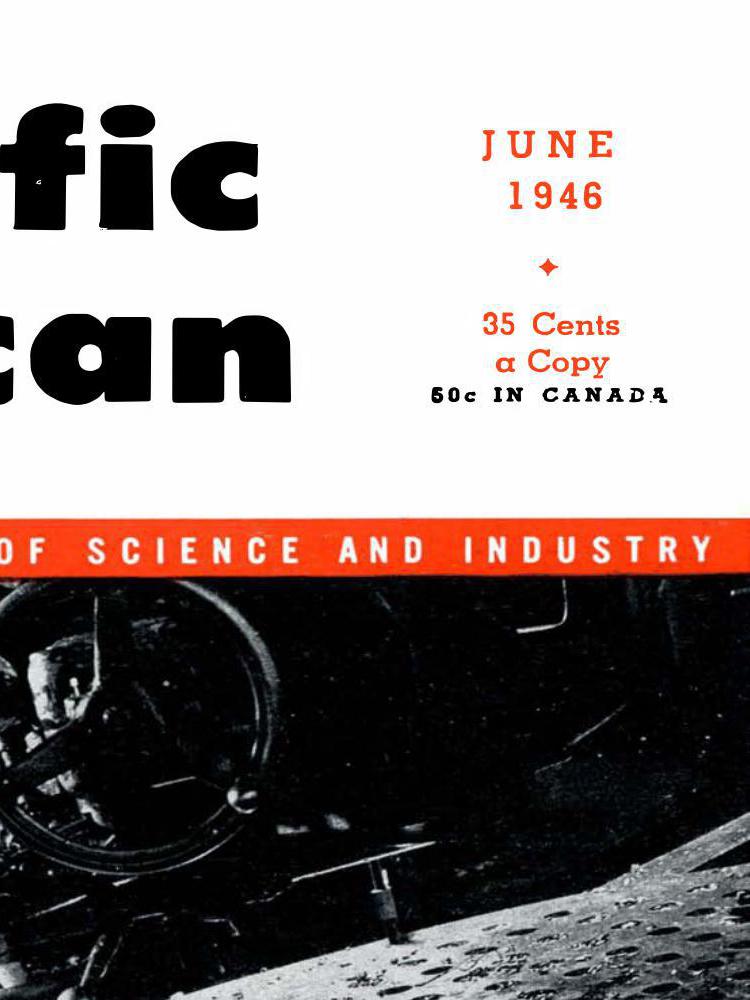 fic
can
JUNE
1946
35 Cents
a Copy
50c IN CANADA
OF SCIENCE AND INDUSTRY